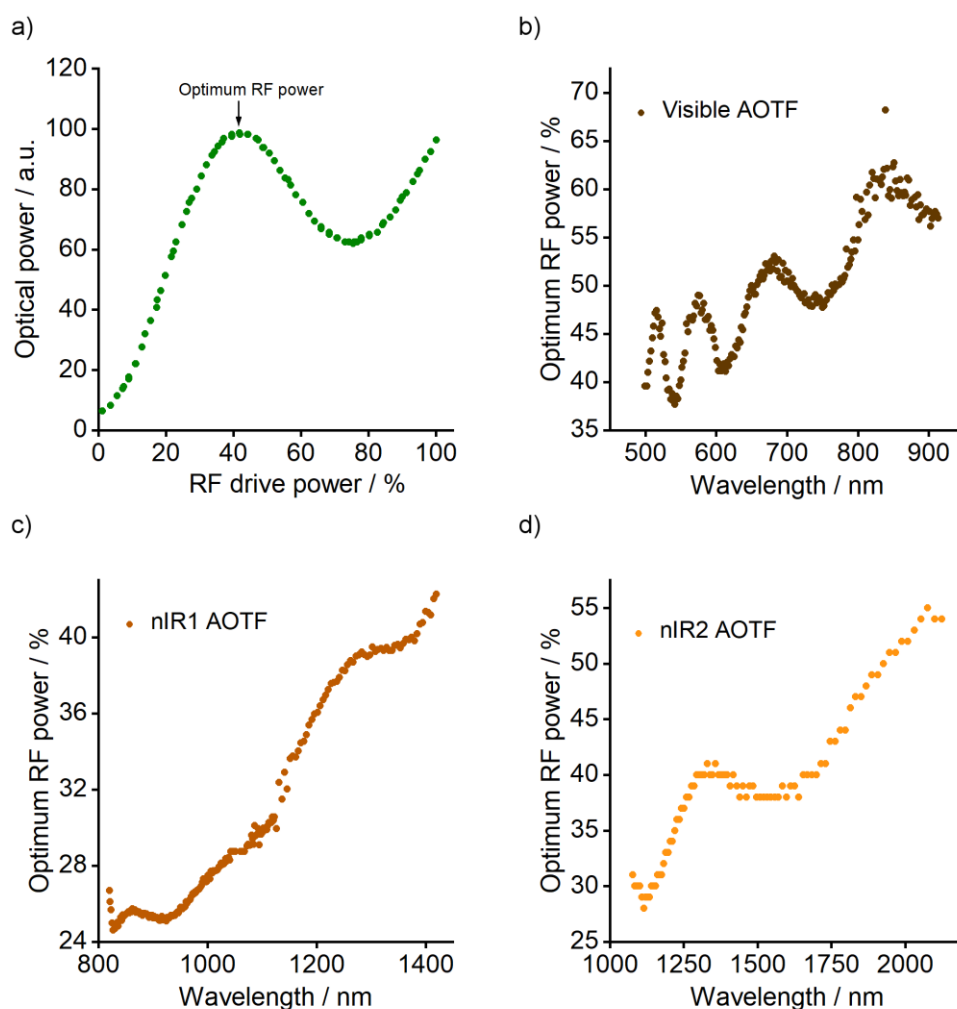 a)
120
100
80
60
40
20
0
Optical power / a.u.
Optimum RF power
0 20 40 60 80 100
RF drive power / %
b)
70
65
60
55
50
45
40
35
Optimum RF power / %
Visible AOTF
500 600 700 800 900
Wavelength / nm
c)
40
36
32
28
24
Optimum RF power / %
nIR1 AOTF
800 1000 1200 1400
Wavelength / nm
d)
55
50
45
40
35
30
25
Optimum RF power / %
nIR2 AOTF
1000 1250 1500 1750 2000
Wavelength / nm